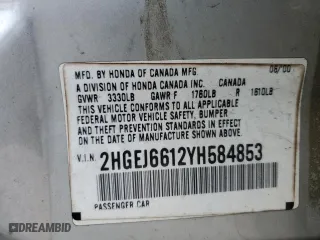 MFD. BY HONDA OF CANADA MFG. 08/00
A DIVISION OF HONDA CANADA INC. CANADA
GVWR 3330LB GAWR F 1760LB R 1610LB
THIS VEHICLE CONFORMS TO ALL APPLICABLE
FEDERAL MOTOR VEHICLE SAFETY, BUMPER
AND THEFT PREVENTION STANDARDS IN EFFECT
ON THE DATE OF MANUFACTURE SHOWN ABOVE.
V.I.N. 2HGEJ6612YH584853
PASSENGER CAR
DREAMBID